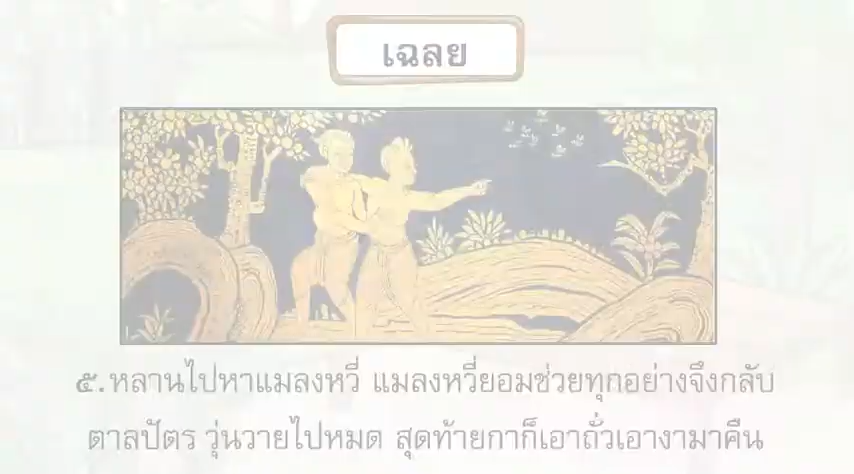 เฉลย
๕. หลานไปหาแมลงหวี่ แมลงหวี่ยอมช่วยทุกอย่างจึงกลับ
ตาลปัตร วุ่นวายไปหมด สุดท้ายกาก็เอาถั่วเอางามาคืน